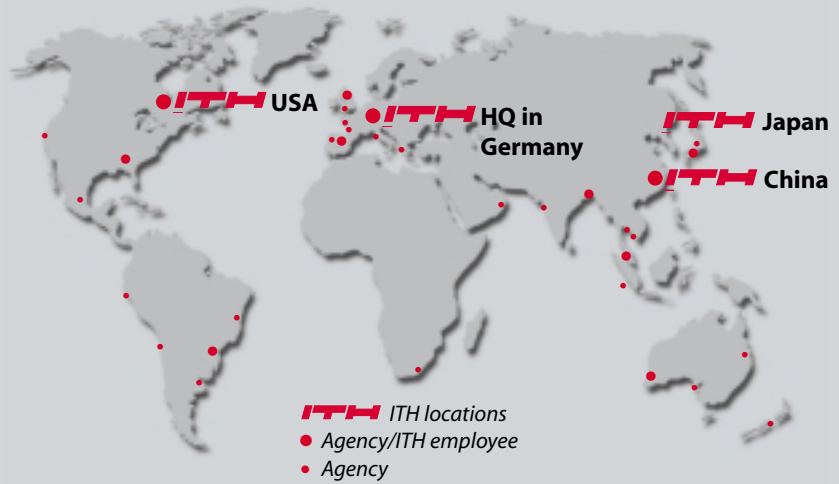 ITH USA
ITH HQ in
Germany
ITH Japan
ITH China
ITH ITH locations
Agency/ITH employee
Agency